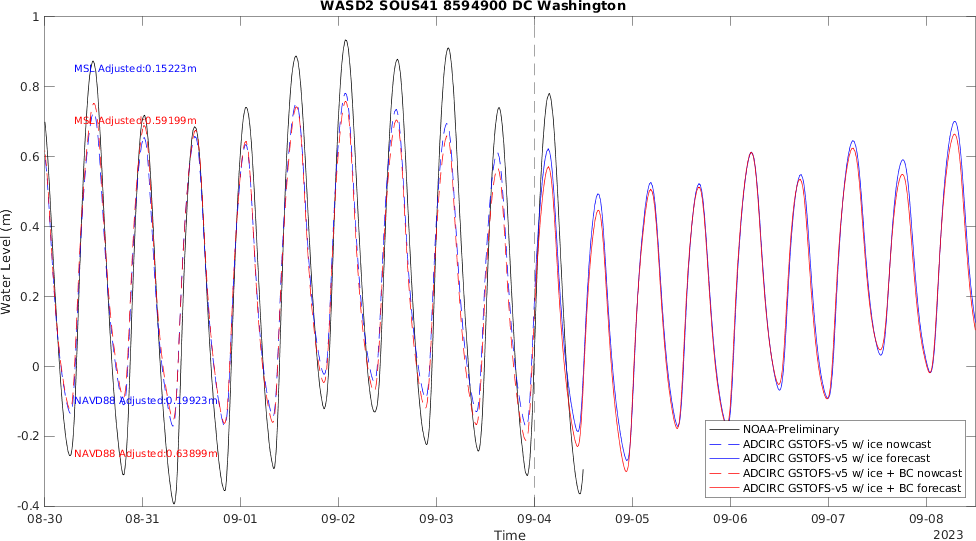 WASD2 SOUS41 8594900 DC Washington
1
0.8
0.6
0.4
0.2
0
-0.2
-0.4
Water Level (m)
MSL Adjusted:0.15223m
MSL Adjusted:0.59199m
NAVD88 Adjusted:0.19923m
NAVD88 Adjusted:0.63899m
NOAA-Preliminary
ADCIRC GSTOFS-v5 w/ ice nowcast
ADCIRC GSTOFS-v5 w/ ice forecast
ADCIRC GSTOFS-v5 w/ ice + BC nowcast
ADCIRC GSTOFS-v5 w/ ice + BC forecast
08-30 08-31 09-01 09-02 09-03 09-04 09-05 09-06 09-07 09-08
Time
2023